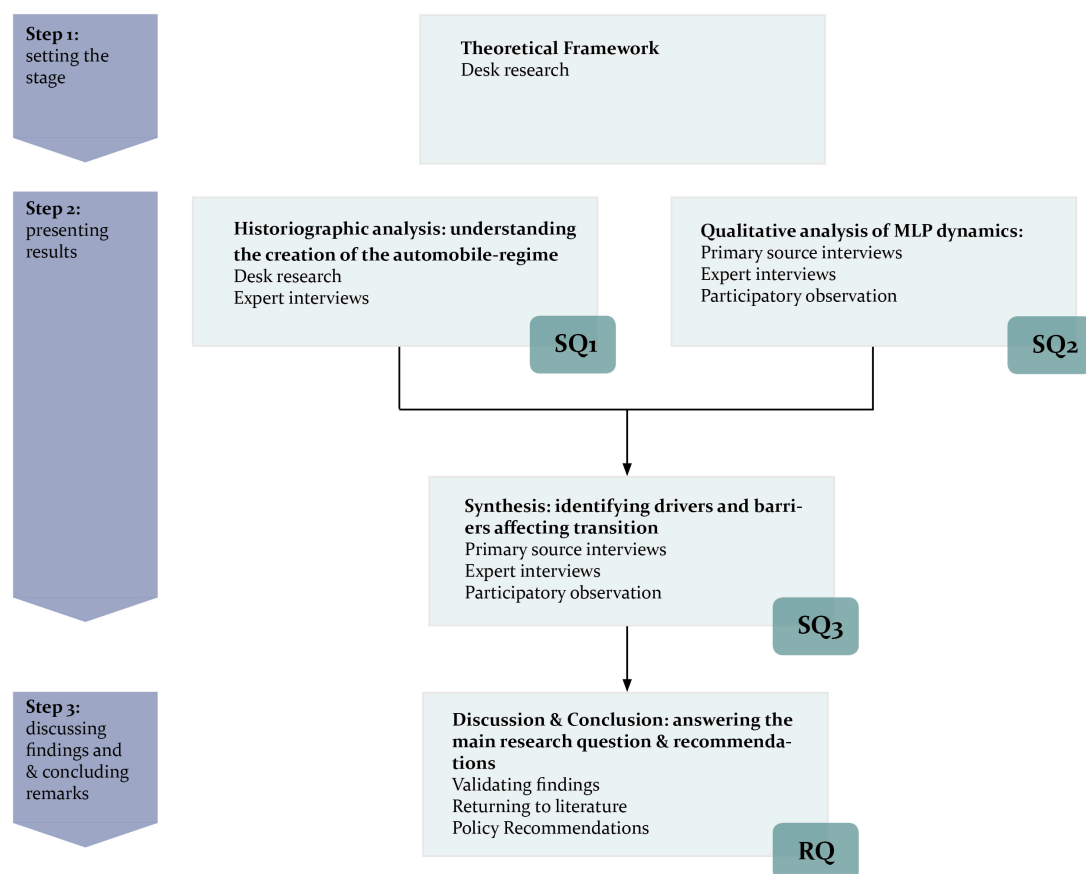 Step 1:
setting the
stage
Theoretical Framework
Desk research
Step 2:
presenting
results
Historiographic analysis: understanding
the creation of the automobile-regime
Desk research
Expert interviews
SQ1
Qualitative analysis of MLP dynamics:
Primary source interviews
Expert interviews
Participatory observation
SQ2
Synthesis: identifying drivers and barri-
ers affecting transition
Primary source interviews
Expert interviews
Participatory observation
SQ3
Step 3:
discussing
findings and
& concluding
remarks
Discussion & Conclusion: answering the
main research question & recommenda-
tions
Validating findings
Returning to literature
Policy Recommendations
RQ